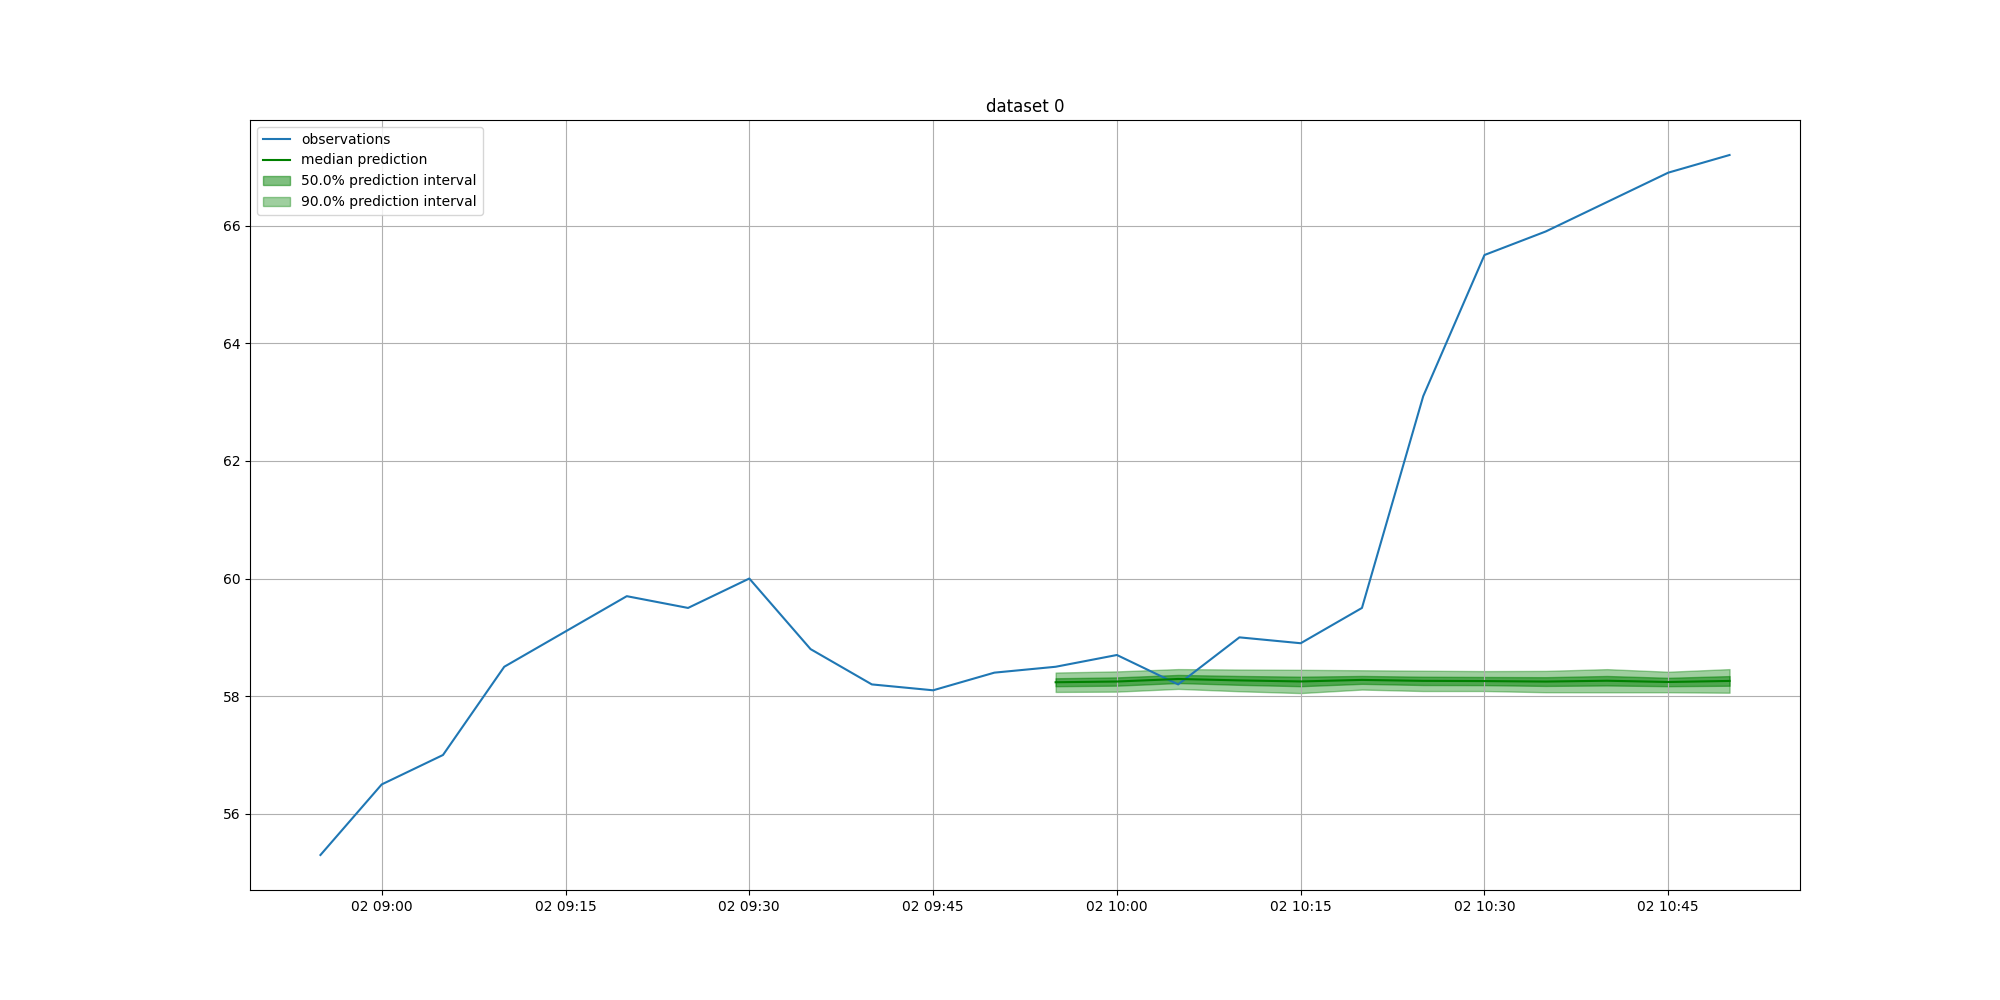 dataset 0
observations
median prediction
50.0% prediction interval
90.0% prediction interval
66
64
62
60
58
56
02 09:00 02 09:15 02 09:30 02 09:45 02 10:00 02 10:15 02 10:30 02 10:45